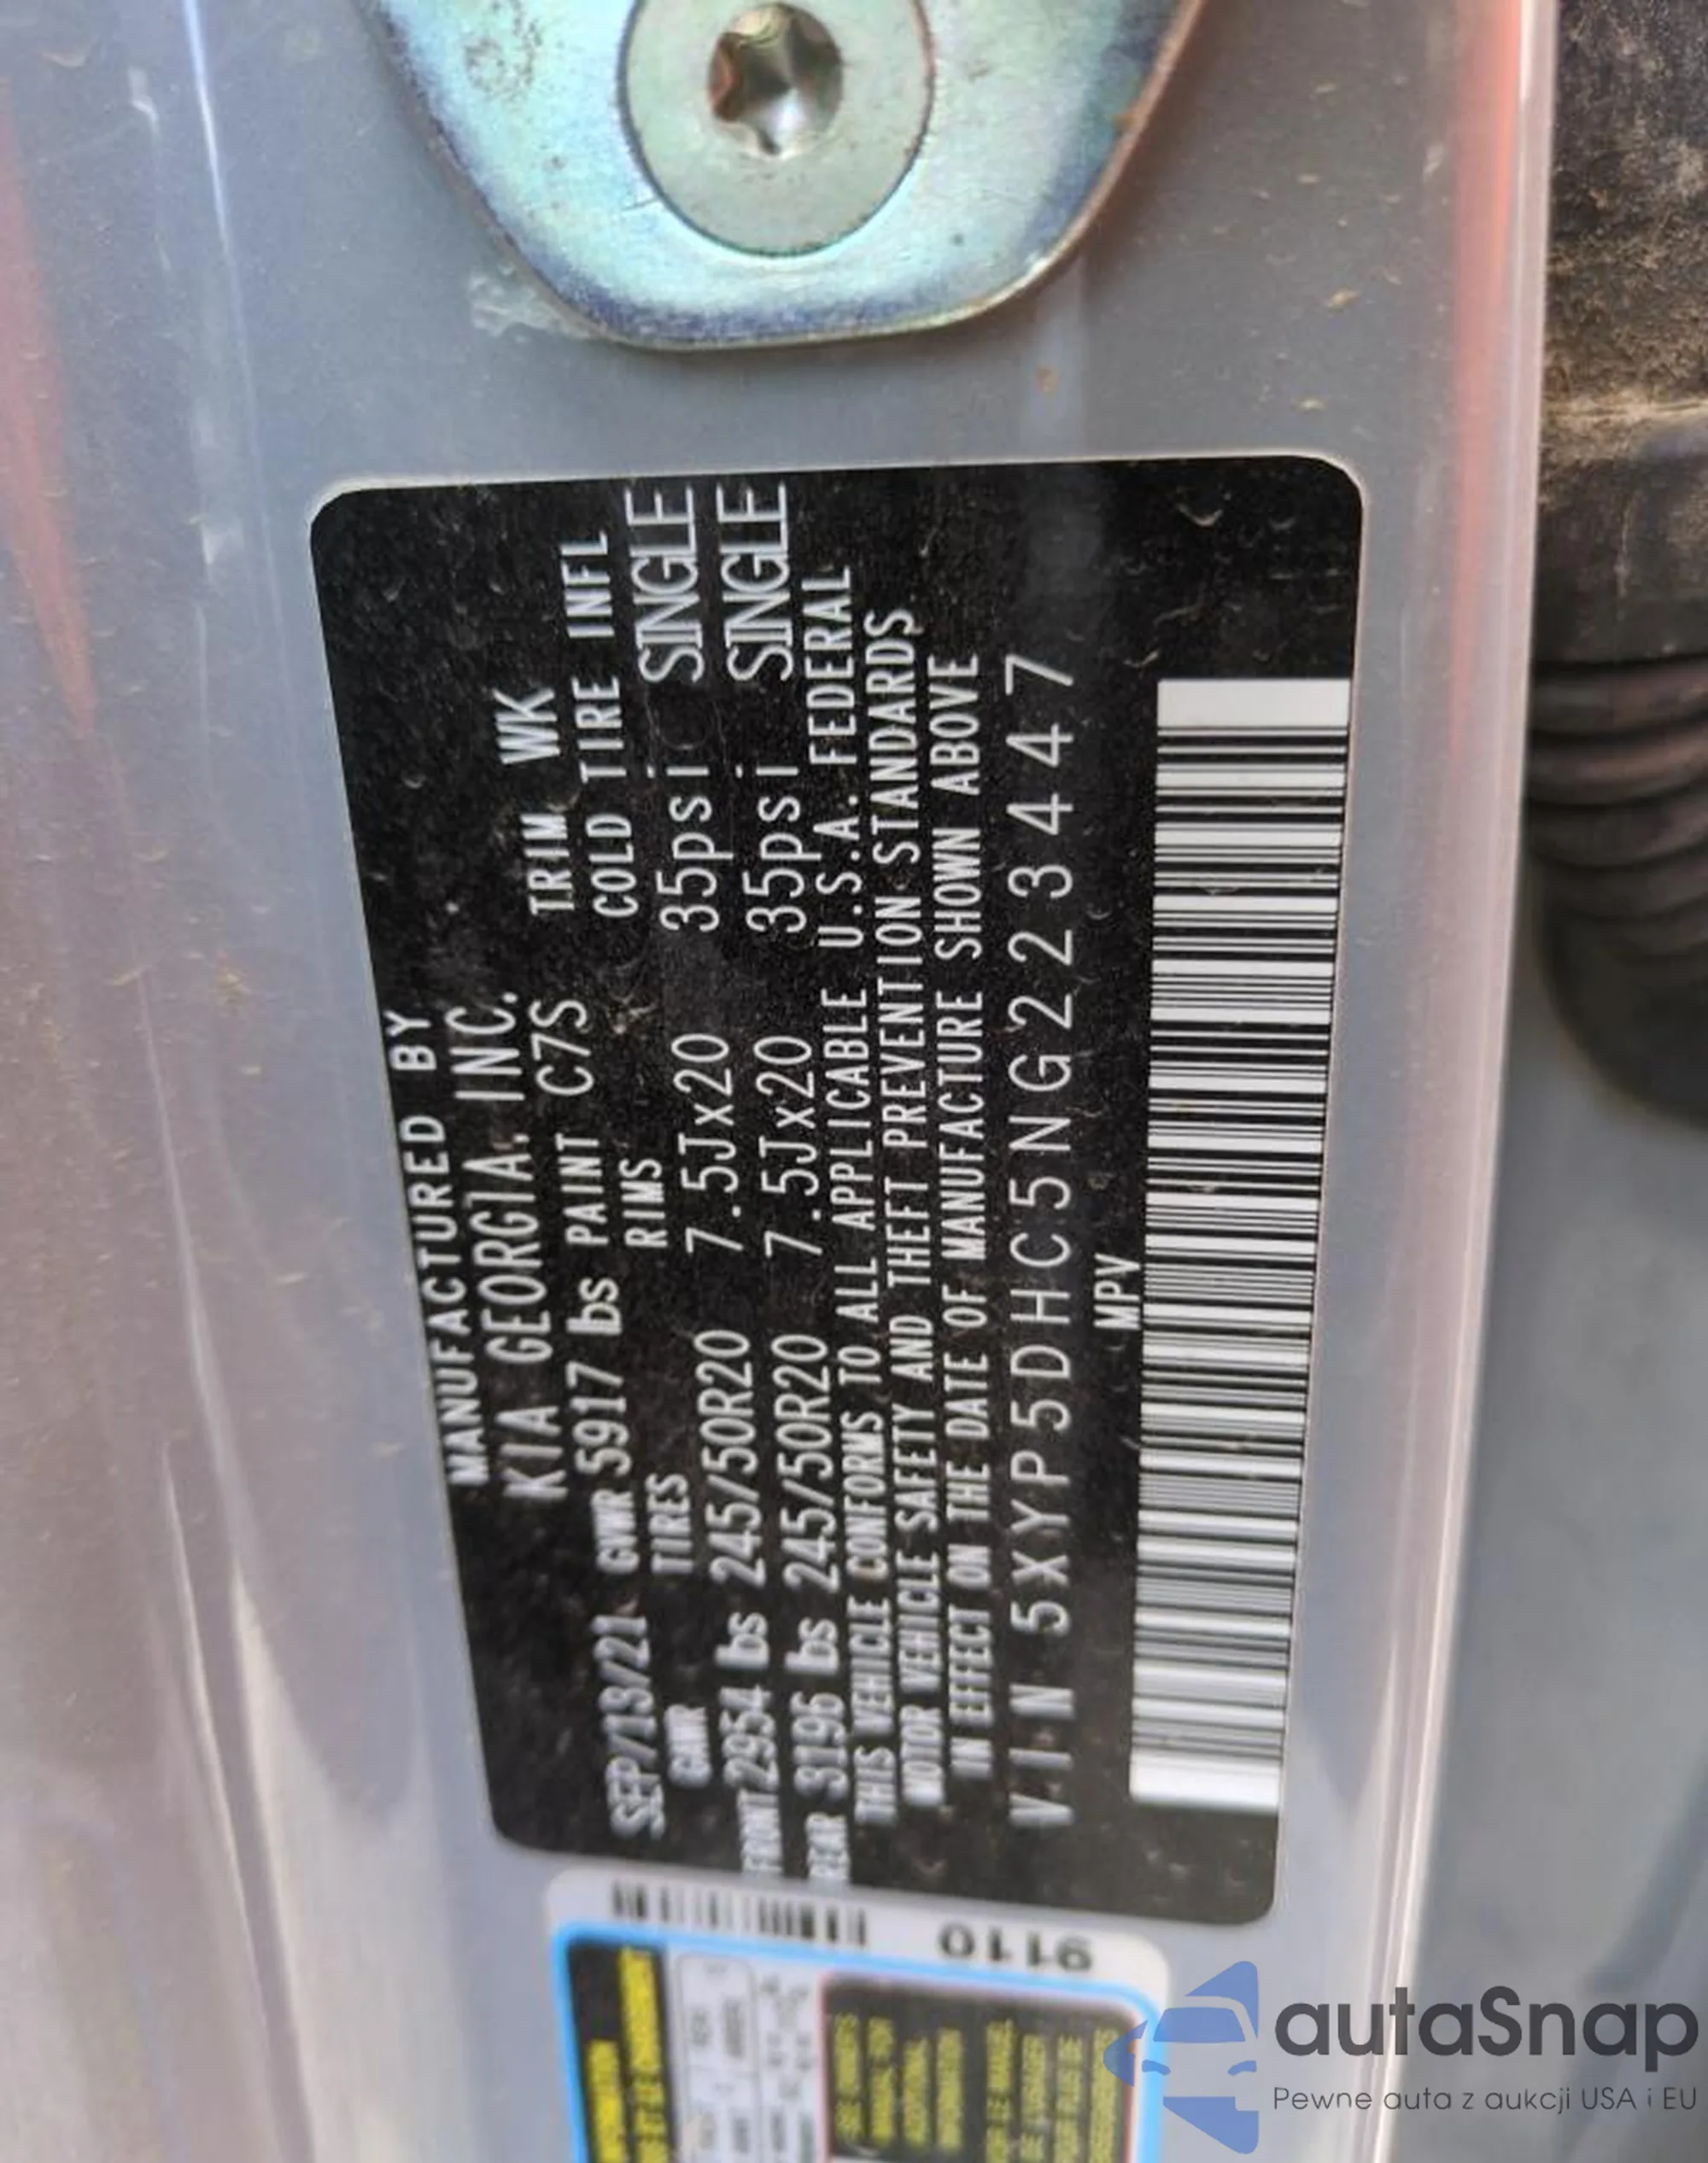 MANUFACTURED BY
KIA GEORGIA, INC.
SEP/13/21 GVWR 5917 lbs PAINT C7S TRIM WK
GAWR TIRES RIMS COLD TIRE INFL
FRONT 2954 lbs 245/50R20 7.5Jx20 35psi SINGLE
REAR 3196 lbs 245/50R20 7.5Jx20 35psi SINGLE
THIS VEHICLE CONFORMS TO ALL APPLICABLE U.S.A. FEDERAL
MOTOR VEHICLE SAFETY AND THEFT PREVENTION STANDARDS
IN EFFECT ON THE DATE OF MANUFACTURE SHOWN ABOVE
VIN 5XYP5DHC5NG223447
MPV
9110
autaSnap
Pewne auta z aukcji USA i EU